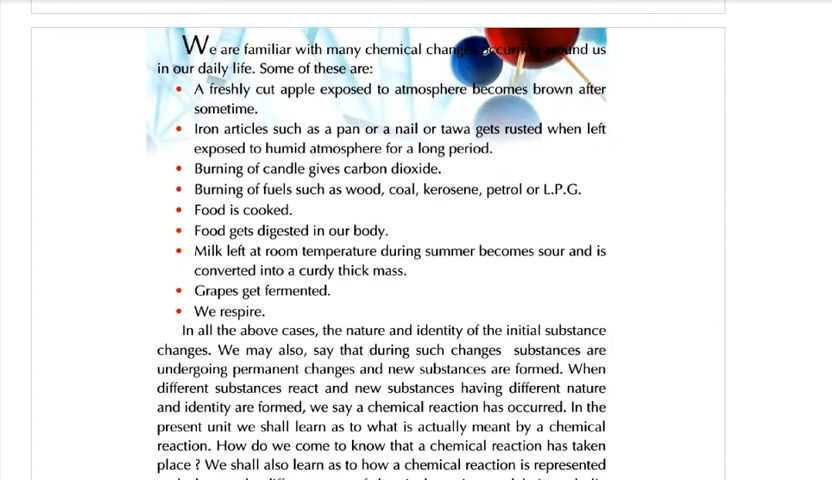 We are familiar with many chemical changes occurring around us
in our daily life. Some of these are:
• A freshly cut apple exposed to atmosphere becomes brown after
sometime.
• Iron articles such as a pan or a nail or tawa gets rusted when left
exposed to humid atmosphere for a long period.
• Burning of candle gives carbon dioxide.
• Burning of fuels such as wood, coal, kerosene, petrol or L.P.G.
• Food is cooked.
• Food gets digested in our body.
• Milk left at room temperature during summer becomes sour and is
converted into a curdy thick mass.
• Grapes get fermented.
• We respire.
In all the above cases, the nature and identity of the initial substance
changes. We may also, say that during such changes substances are
undergoing permanent changes and new substances are formed. When
different substances react and new substances having different nature
and identity are formed, we say a chemical reaction has occurred. In the
present unit we shall learn as to what is actually meant by a chemical
reaction. How do we come to know that a chemical reaction has taken
place ? We shall also learn as to how a chemical reaction is represented